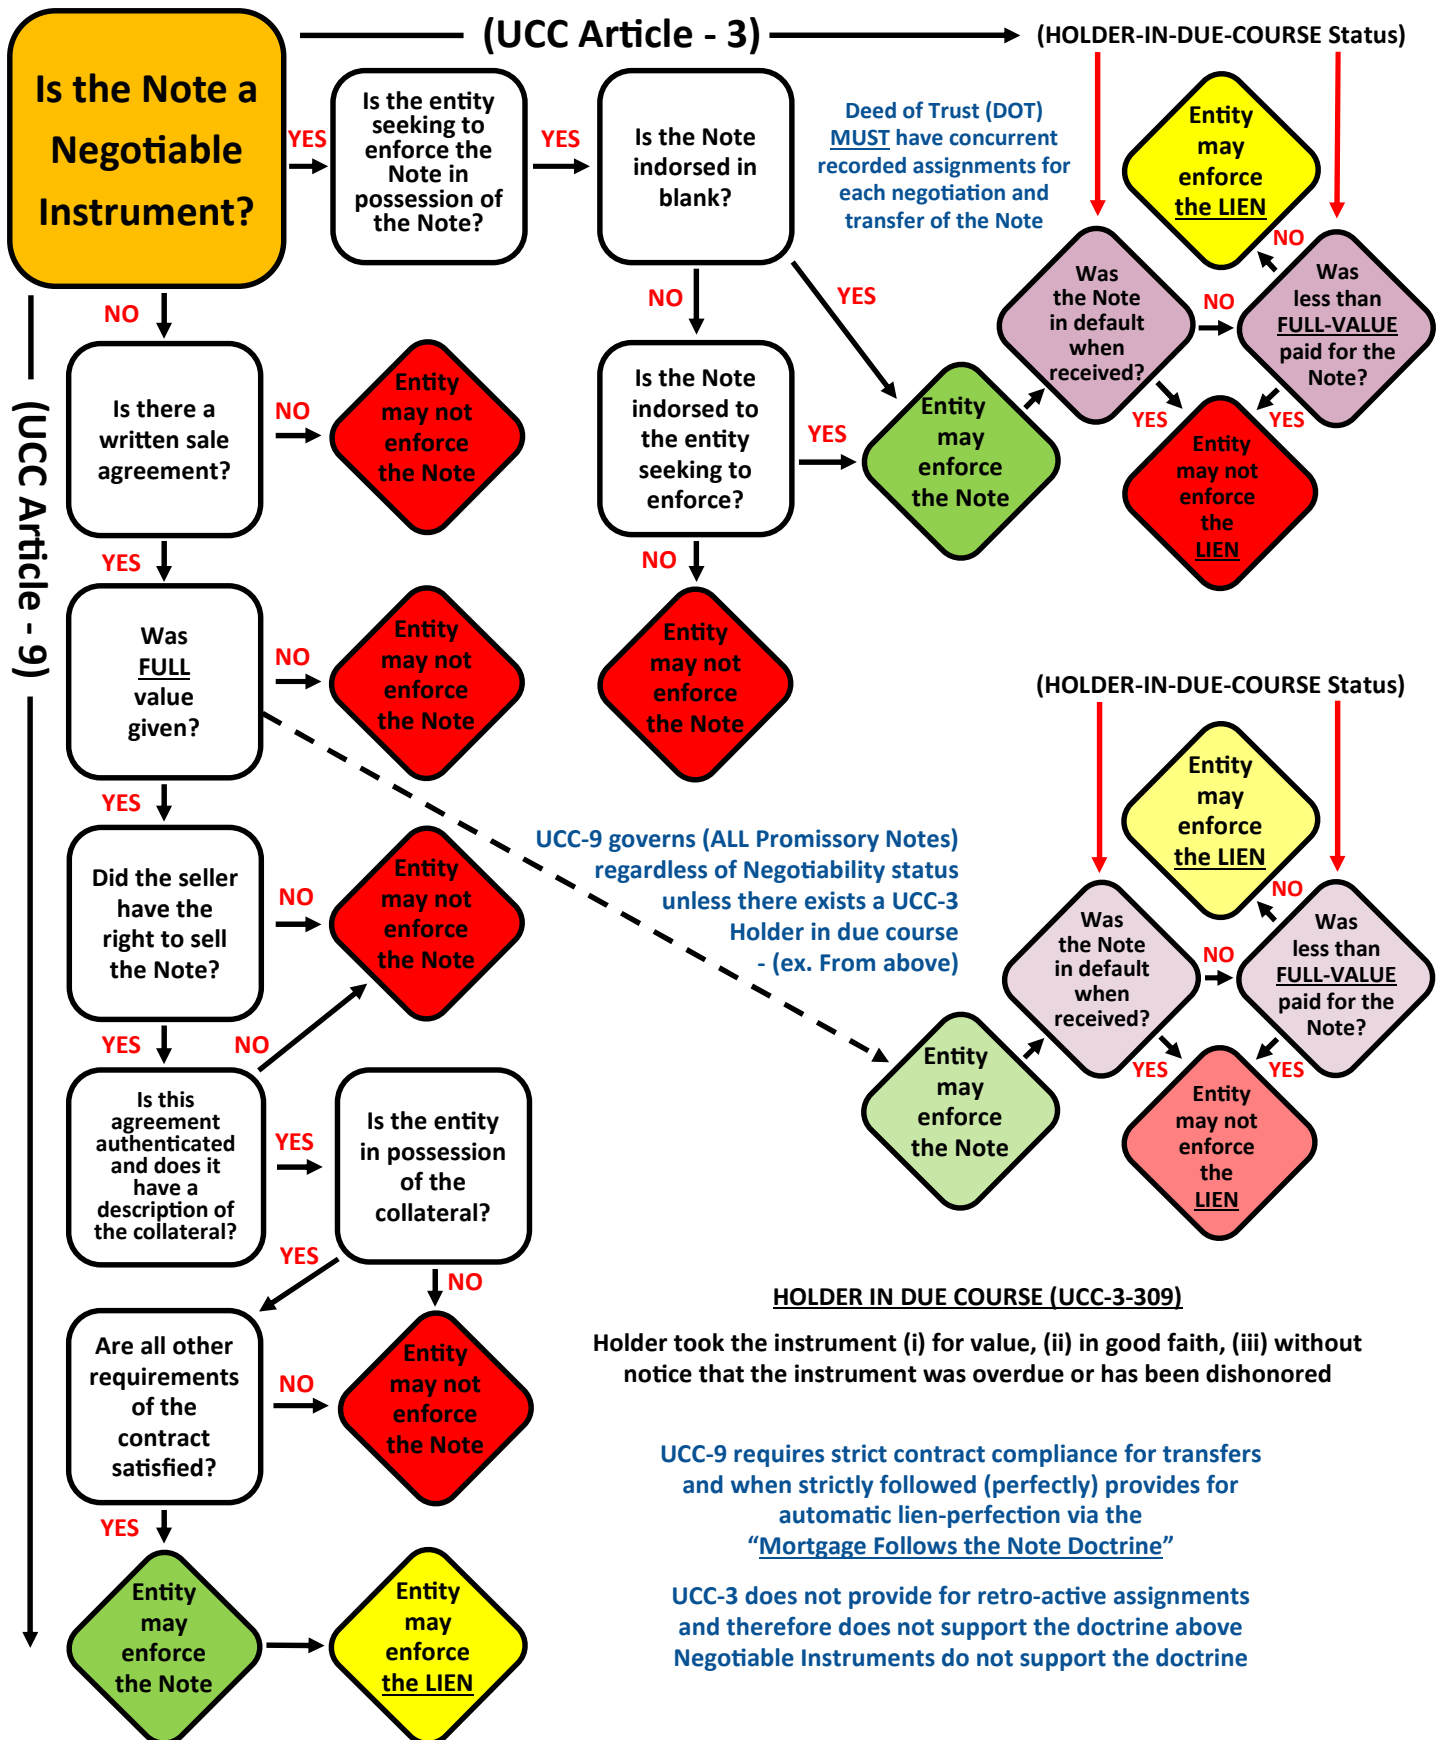 (UCC Article - 3)
(HOLDER-IN-DUE-COURSE Status)
Is the Note a
Negotiable
Instrument?
YES
Is the entity
seeking to
enforce the
Note in
possession of
the Note?
YES
Is the Note
indorsed in
blank?
Deed of Trust (DOT)
MUST have concurrent
recorded assignments for
each negotiation and
transfer of the Note
Entity
may
enforce
the LIEN
NO
Was
the Note
in default
when
received?
NO
Was
less than
FULL-VALUE
paid for the
Note?
YES
YES
Entity
may not
enforce
the
LIEN
NO
YES
NO
(UCC Article - 9)
Is there a
written sale
agreement?
NO
Entity
may not
enforce
the Note
Is the Note
indorsed to
the entity
seeking to
enforce?
YES
Entity
may
enforce
the Note
YES
NO
Was
FULL
value
given?
NO
Entity
may not
enforce
the Note
Entity
may not
enforce
the Note
(HOLDER-IN-DUE-COURSE Status)
YES
Did the seller
have the
right to sell
the Note?
NO
Entity
may not
enforce
the Note
UCC-9 governs (ALL Promissory Notes)
regardless of Negotiability status
unless there exists a UCC-3
Holder in due course
- (ex. From above)
Entity
may
enforce
the LIEN
NO
Was
the Note
in default
when
received?
NO
Was
less than
FULL-VALUE
paid for the
Note?
YES
YES
Entity
may
enforce
the Note
Entity
may not
enforce
the
LIEN
YES
NO
Is this
agreement
authenticated
and does it
have a
description of
the collateral?
YES
Is the entity
in possession
of the
collateral?
YES
NO
Are all other
requirements
of the
contract
satisfied?
NO
Entity
may not
enforce
the Note
HOLDER IN DUE COURSE (UCC-3-309)
Holder took the instrument (i) for value, (ii) in good faith, (iii) without
notice that the instrument was overdue or has been dishonored
UCC-9 requires strict contract compliance for transfers
and when strictly followed (perfectly) provides for
automatic lien-perfection via the
“Mortgage Follows the Note Doctrine”
YES
Entity
may
enforce
the Note
Entity
may
enforce
the LIEN
UCC-3 does not provide for retro-active assignments
and therefore does not support the doctrine above
Negotiable Instruments do not support the doctrine